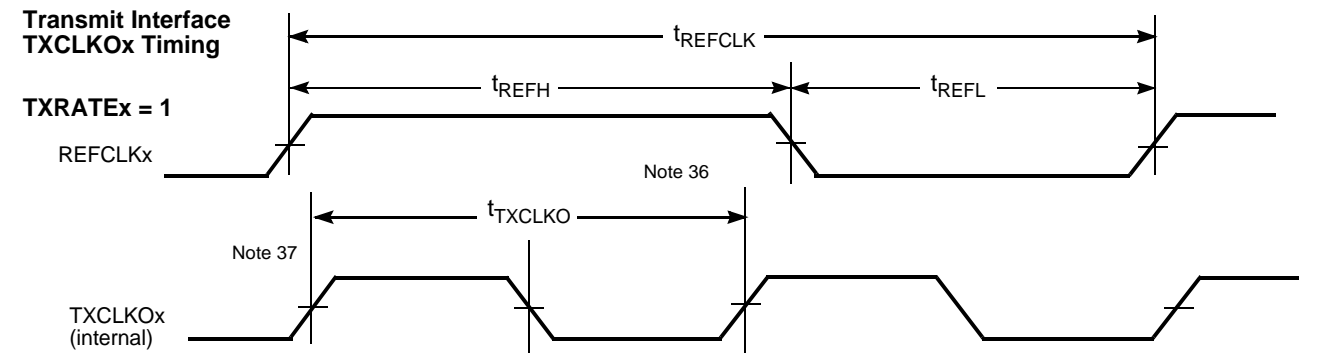 Transmit Interface
TXCLKOx Timing
tREFCLK
tREFH
tREFL
TXRATEx = 1
REFCLKx
Note 36
tTXCLKO
Note 37
TXCLKOx
(internal)